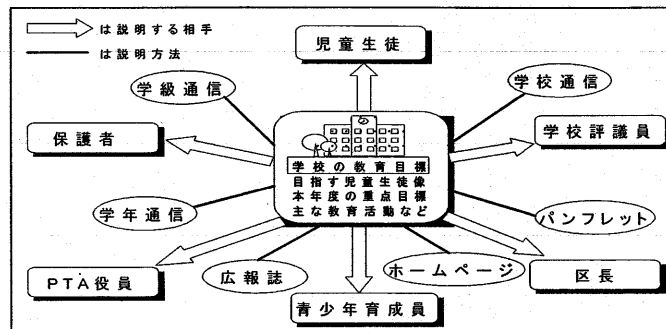 は説明する相手
は説明方法
児童生徒
学級通信
学校通信
保護者
学校評議員
学校の教育目標
目指す児童生徒像
本年度の重点目標
主な教育活動など
学年通信
パンフレット
PTA役員
広報誌
ホームページ
区長
青少年育成員